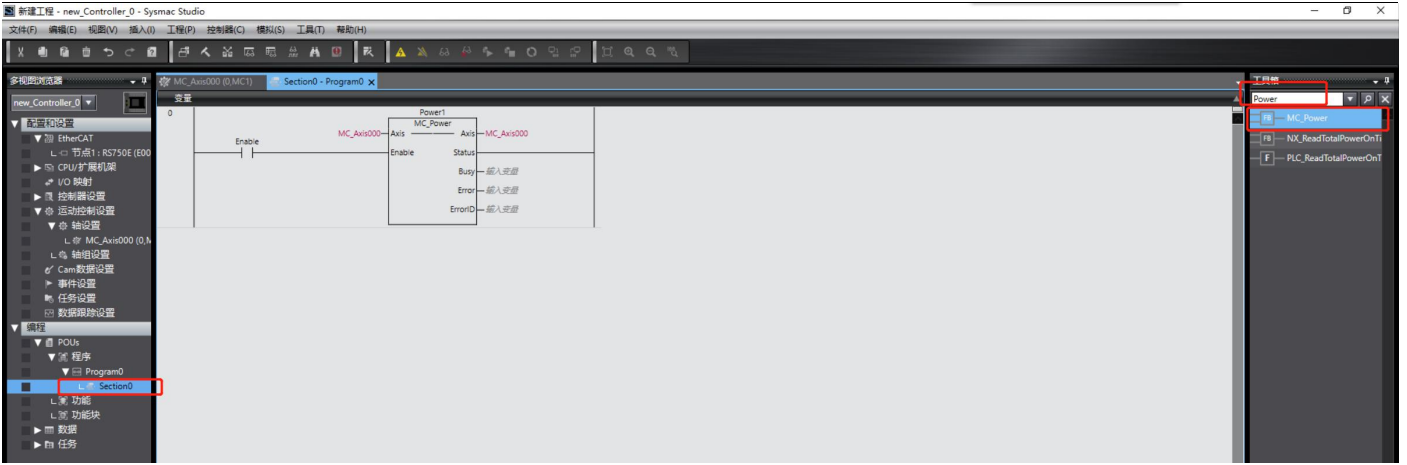 新建工程 - new_Controller_0 - Sysmac Studio
文件(F) 编辑(E) 视图(V) 插入(I) 工程(P) 控制器(C) 模拟(S) 工具(T) 帮助(H)
多视图浏览器
new_Controller_0
配置和设置
EtherCAT
节点1 : RS750E (E00
CPU/扩展机架
I/O 映射
控制器设置
运动控制设置
轴设置
MC_Axis000 (0,M
轴组设置
Cam数据设置
事件设置
任务设置
数据跟踪设置
编程
POUs
程序
Program0
Section0
功能
功能块
数据
任务
MC_Axis000 (0,MC1) Section0 - Program0
变量
0
Power1
MC_Power
MC_Axis000 Axis Axis MC_Axis000
Enable
Enable Status
Busy 输入变量
Error 输入变量
ErrorID 输入变量
工具箱
Power
FB MC_Power
FB NX_ReadTotalPowerOnTi
F PLC_ReadTotalPowerOnT